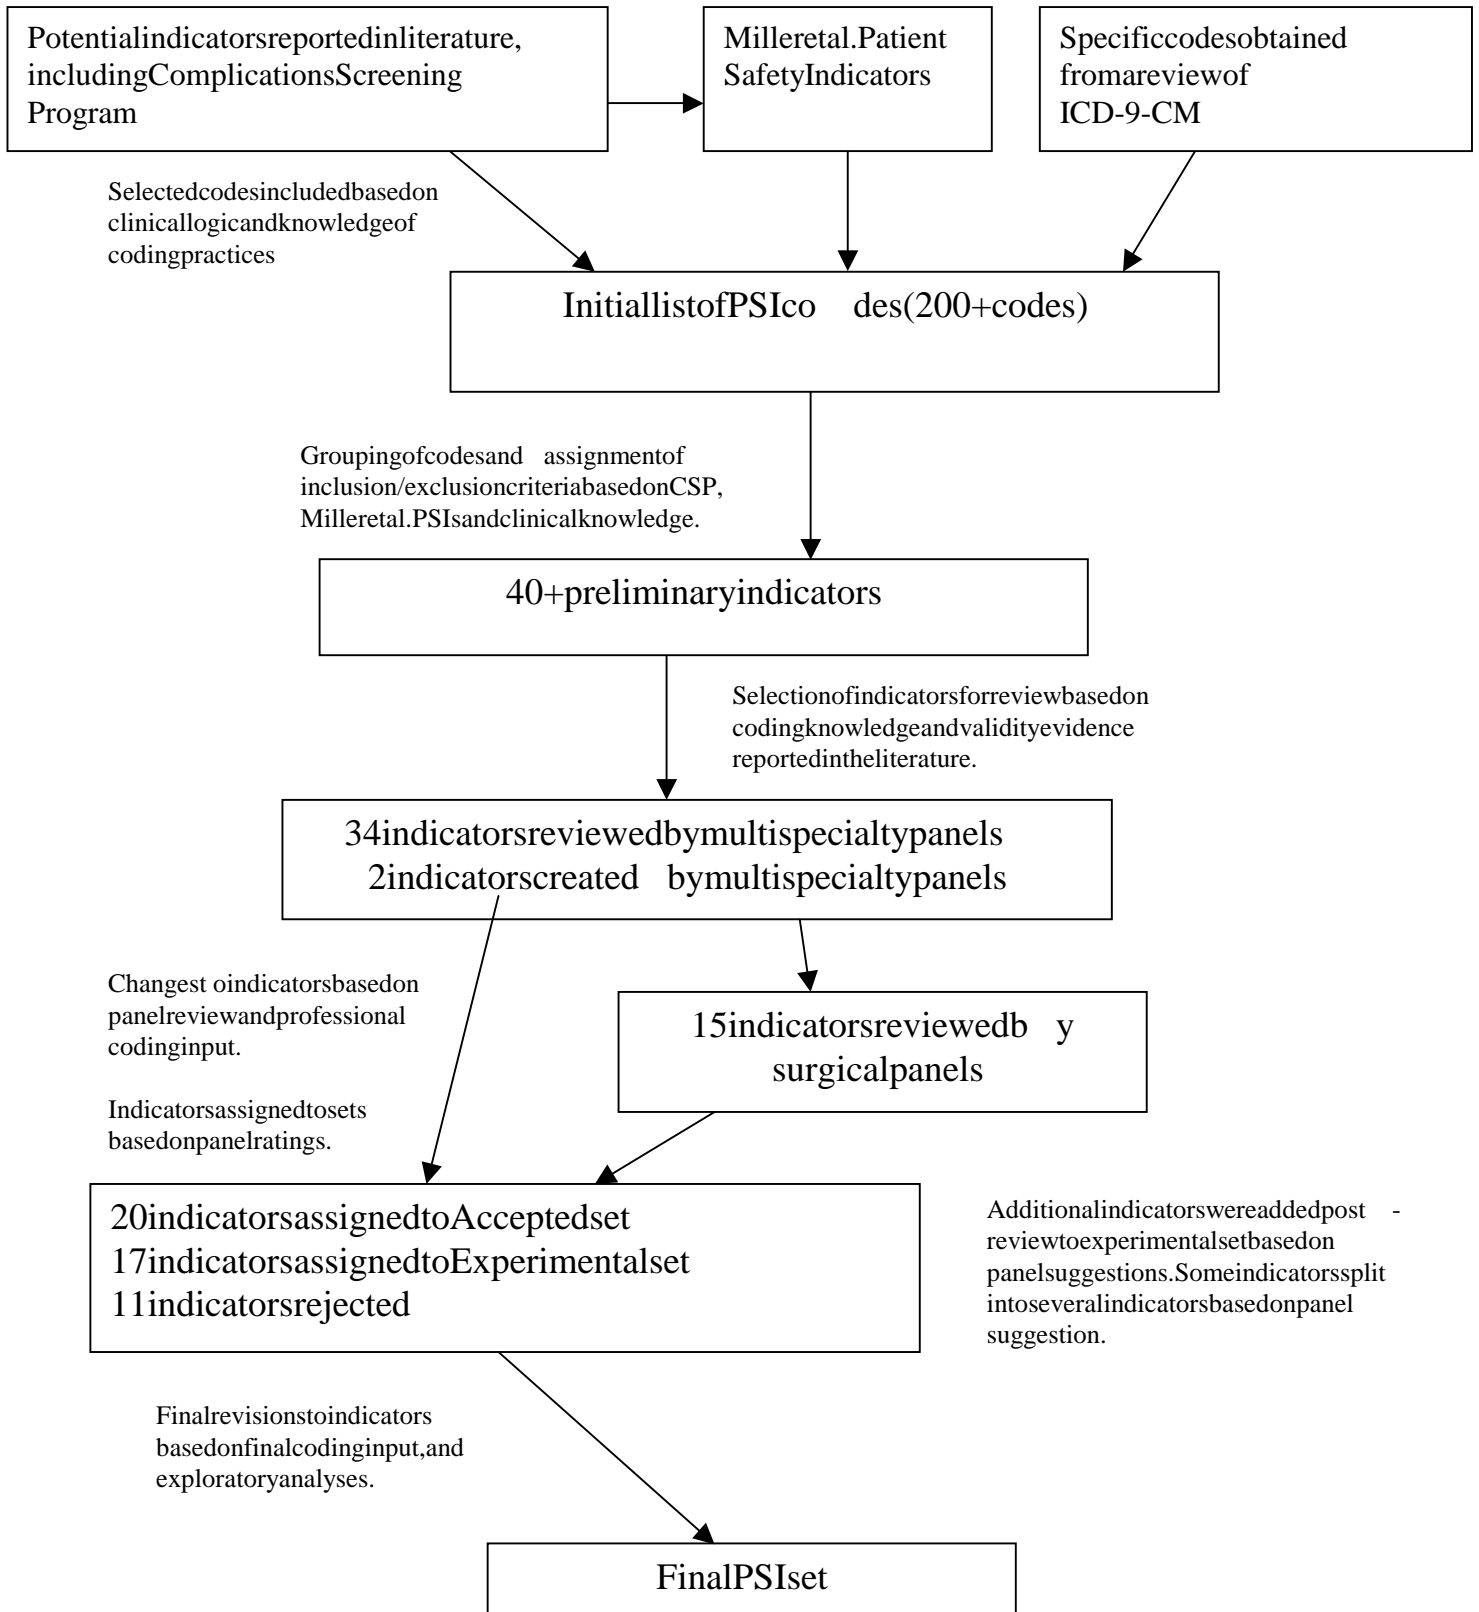 Potentialindicatorsreportedinliterature,
includingComplicationsScreening
Program
Milleretal.Patient
SafetyIndicators
Specificcodesobtained
fromareviewof
ICD-9-CM
Selectedcodesincludedbasedon
clinicallogicandknowledgeof
codingpractices
InitiallistofPSIco des(200+codes)
Groupingofcodesand assignmentof
inclusion/exclusioncriteriabasedonCSP,
Milleretal.PSIsandclinicalknowledge.
40+preliminaryindicators
Selectionofindicatorsforreviewbasedon
codingknowledgeandvalidityevidence
reportedintheliterature.
34indicatorsreviewedbymultispecialtypanels
2indicatorscreated bymultispecialtypanels
Changest oindicatorsbasedon
panelreviewandprofessional
codinginput.
15indicatorsreviewedb y
surgicalpanels
Indicatorsassignedtosets
basedonpanelratings.
20indicatorsassignedtoAcceptedset
17indicatorsassignedtoExperimentalset
11indicatorsrejected
Additionalindicatorswereaddedpost -
reviewtoexperimentalsetbasedon
panelsuggestions.Someindicatorssplit
intoseveralindicatorsbasedonpanel
suggestion.
Finalrevisionstoindicators
basedonfinalcodinginput,and
exploratoryanalyses.
FinalPSIset